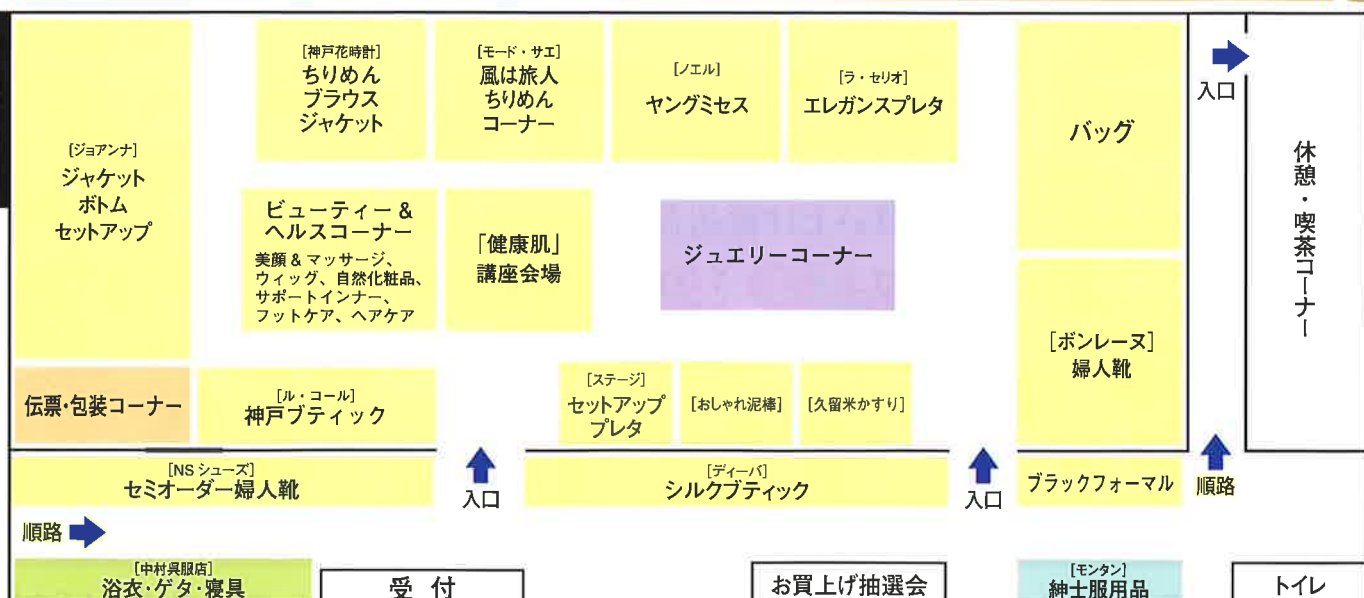 [ジョアンナ]
ジャケット
ボトム
セットアップ
[神戸花時計]
ちりめん
ブラウス
ジャケット
[モード・サエ]
風は旅人
ちりめん
コーナー
[ノエル]
ヤングミセス
[ラ・セリオ]
エレガンスプレタ
バッグ
入口
休憩・喫茶コーナー
ビューティー &
ヘルスコーナー
美顔 & マッサージ、
ウィッグ、自然化粧品、
サポートインナー、
フットケア、ヘアケア
「健康肌」
講座会場
ジュエリーコーナー
[ボンレーヌ]
婦人靴
伝票・包装コーナー
[ル・コール]
神戸ブティック
[ステージ]
セットアップ
プレタ
[おしゃれ泥棒]
[久留米かすり]
[NS シューズ]
セミオーダー婦人靴
入口
[ディーバ]
シルクブティック
入口
ブラックフォーマル
順路
順路
[中村呉服店]
浴衣・ゲタ・寝具
受 付
お買上げ抽選会
[モンタン]
紳士服用品
トイレ